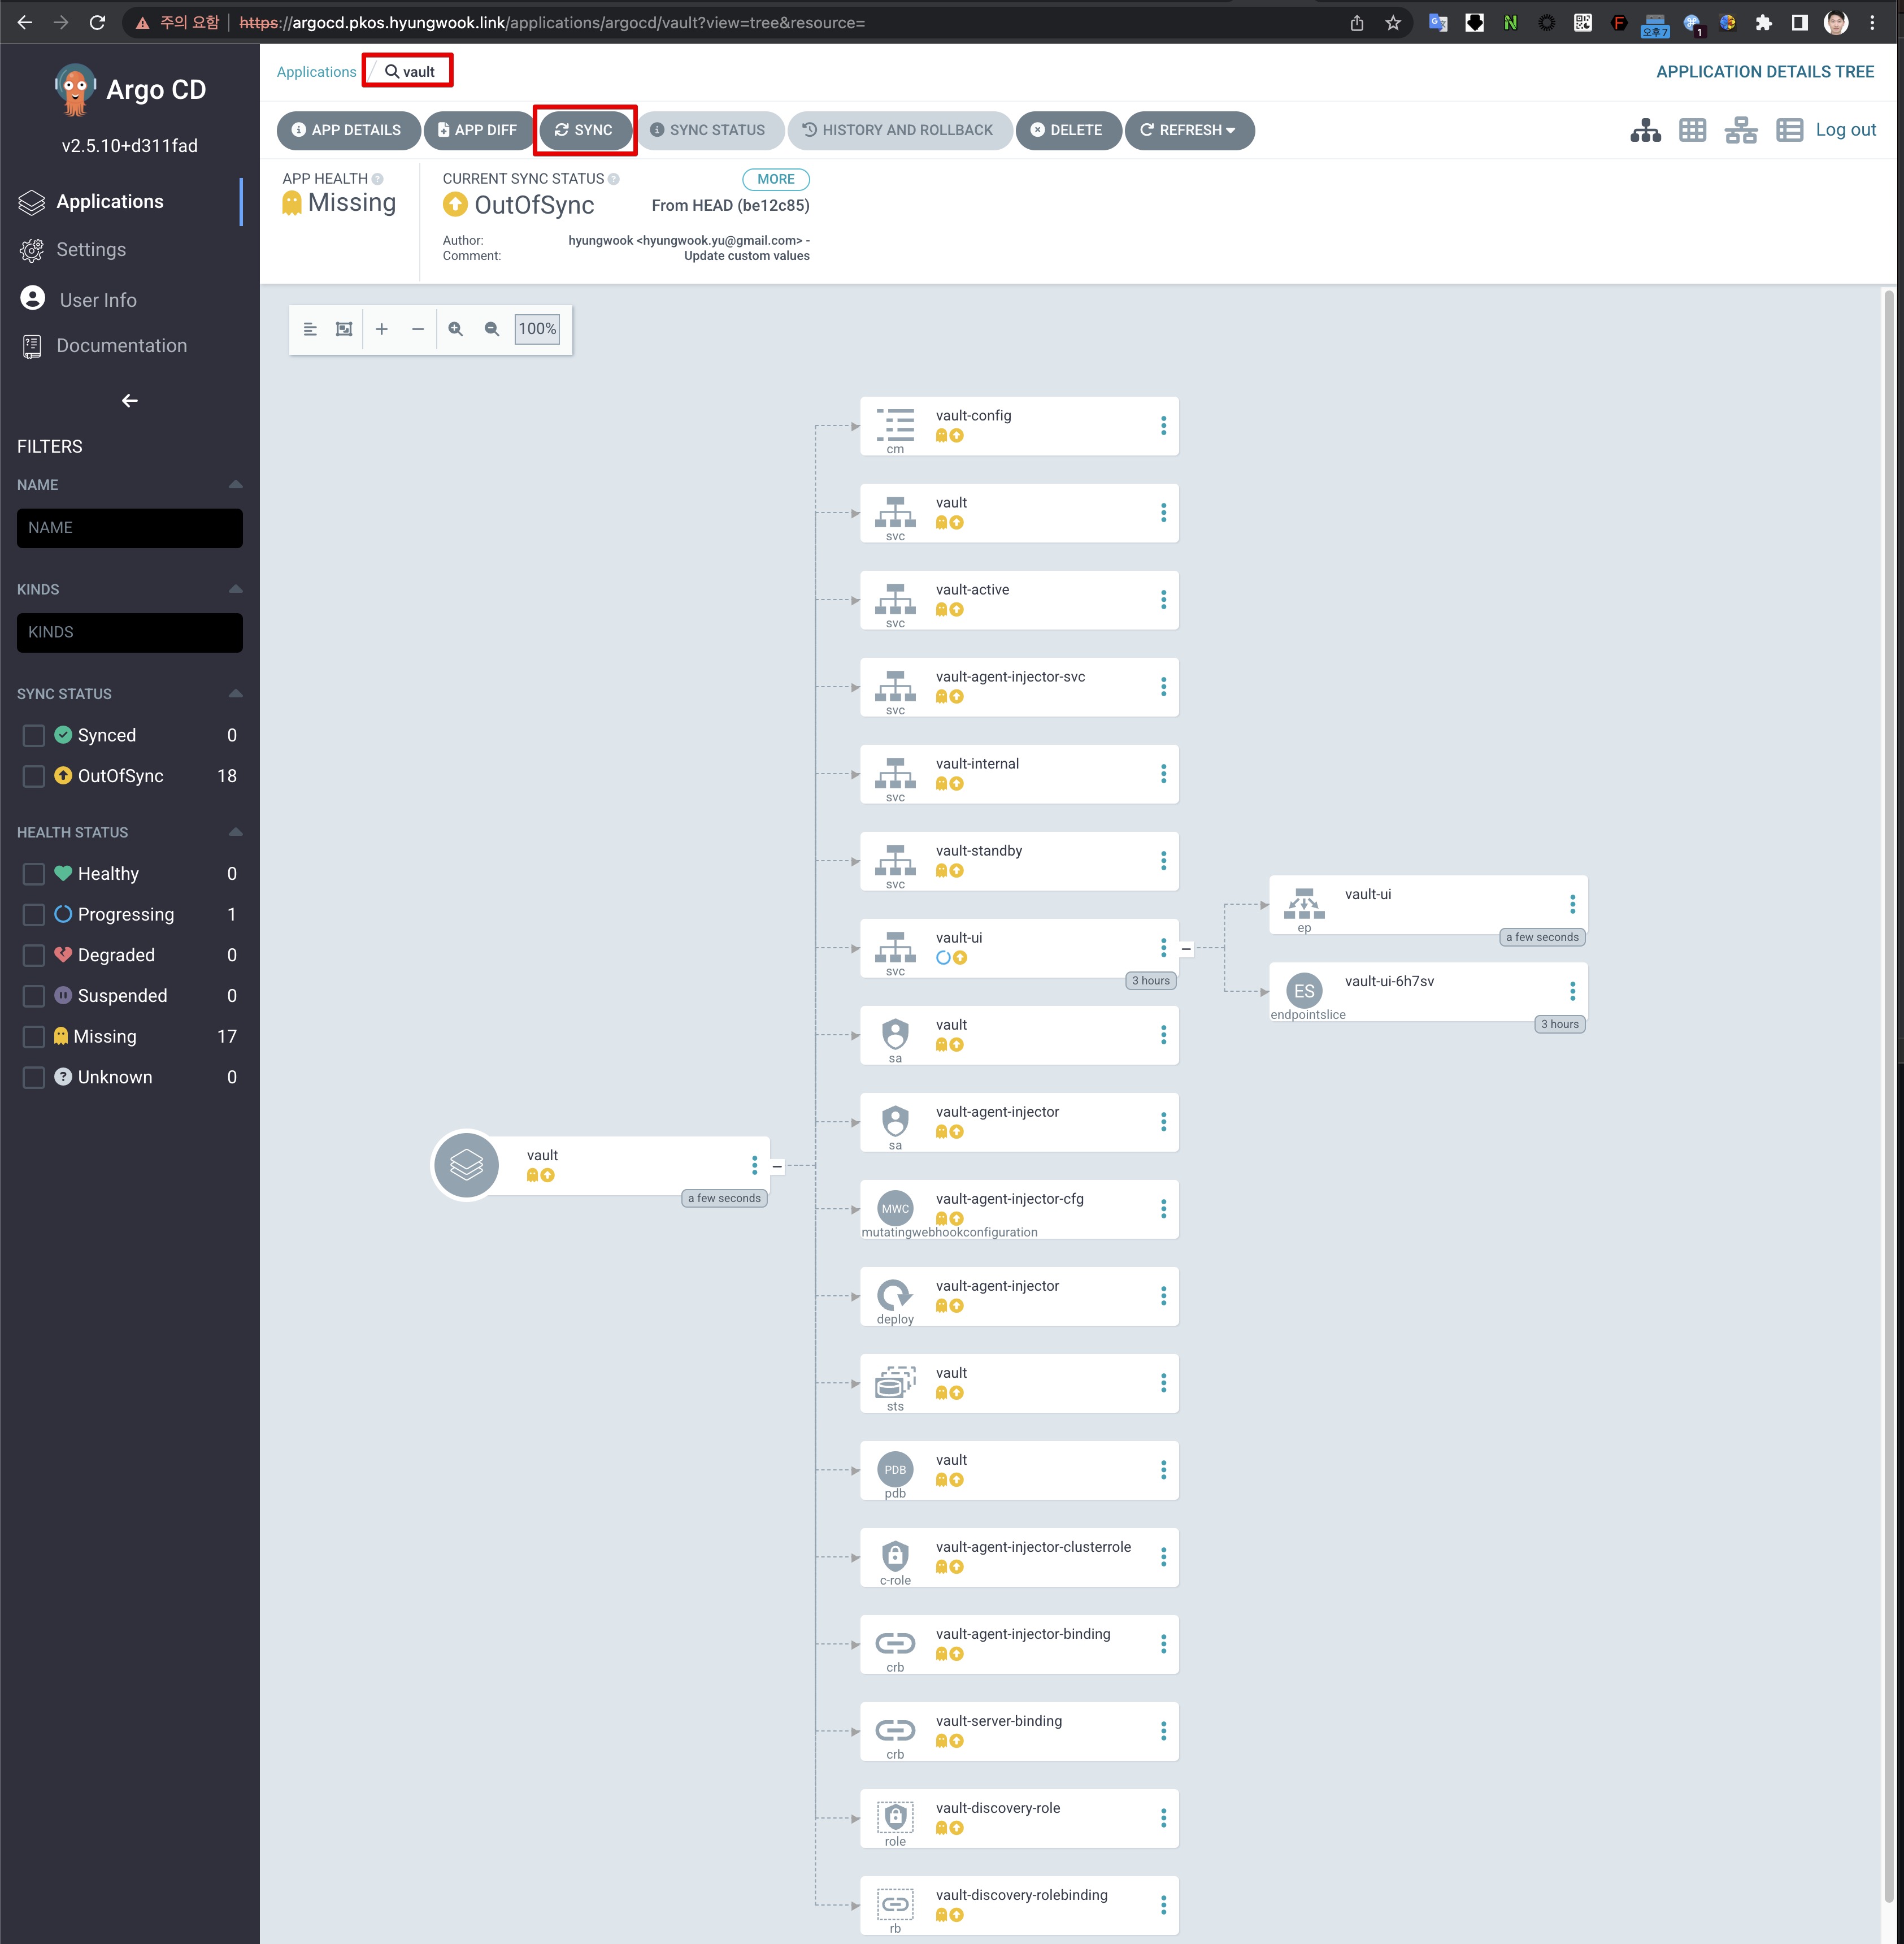 주의 요함
https://argocd.pkos.hyungwook.link/applications/argocd/vault?view=tree&resource=
오후7
1
Argo CD
v2.5.10+d311fad
Applications
Settings
User Info
Documentation
FILTERS
NAME
NAME
KINDS
KINDS
SYNC STATUS
Synced 0
OutOfSync 18
HEALTH STATUS
Healthy 0
Progressing 1
Degraded 0
Suspended 0
Missing 17
Unknown 0
Applications / vault
APPLICATION DETAILS TREE
APP DETAILS APP DIFF SYNC SYNC STATUS HISTORY AND ROLLBACK DELETE REFRESH Log out
APP HEALTH
Missing
CURRENT SYNC STATUS MORE
OutOfSync From HEAD (be12c85)
Author: hyungwook <hyungwook.yu@gmail.com> -
Comment: Update custom values
100%
vault
a few seconds
vault-config
cm
vault
svc
vault-active
svc
vault-agent-injector-svc
svc
vault-internal
svc
vault-standby
svc
vault-ui
svc
3 hours
vault-ui
ep
a few seconds
ES
vault-ui-6h7sv
endpointslice
3 hours
vault
sa
vault-agent-injector
sa
MWC
vault-agent-injector-cfg
mutatingwebhookconfiguration
vault-agent-injector
deploy
vault
sts
PDB
vault
pdb
vault-agent-injector-clusterrole
c-role
vault-agent-injector-binding
crb
vault-server-binding
crb
vault-discovery-role
role
vault-discovery-rolebinding
rb